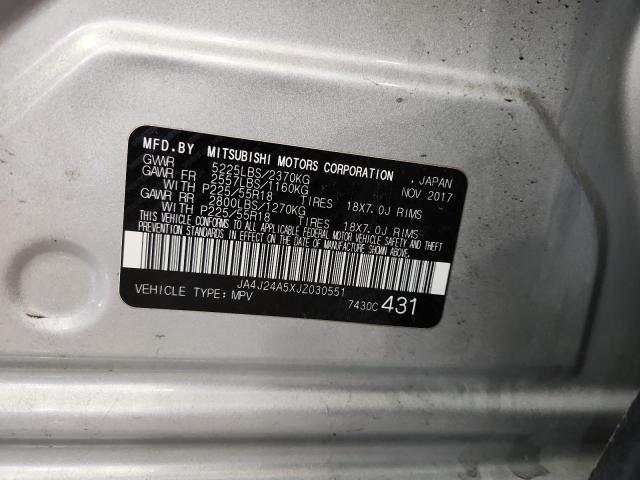 MFD.BY MITSUBISHI MOTORS CORPORATION . JAPAN
GVWR 5225LBS/2370KG NOV.2017
GAWR FR 2557LBS/1160KG
WITH P225/55R18 TIRES 18X7.0J RIMS
GAWR RR 2800LBS/1270KG
WITH P225/55R18 TIRES 18X7.0J RIMS
THIS VEHICLE CONFORMS TO ALL APPLICABLE FEDERAL MOTOR VEHICLE SAFETY AND THEFT
PREVENTION STANDARDS IN EFFECT ON THE DATE OF MANUFACTURE SHOWN ABOVE.
JA4J24A5XJZ030551
VEHICLE TYPE: MPV 7430C 431